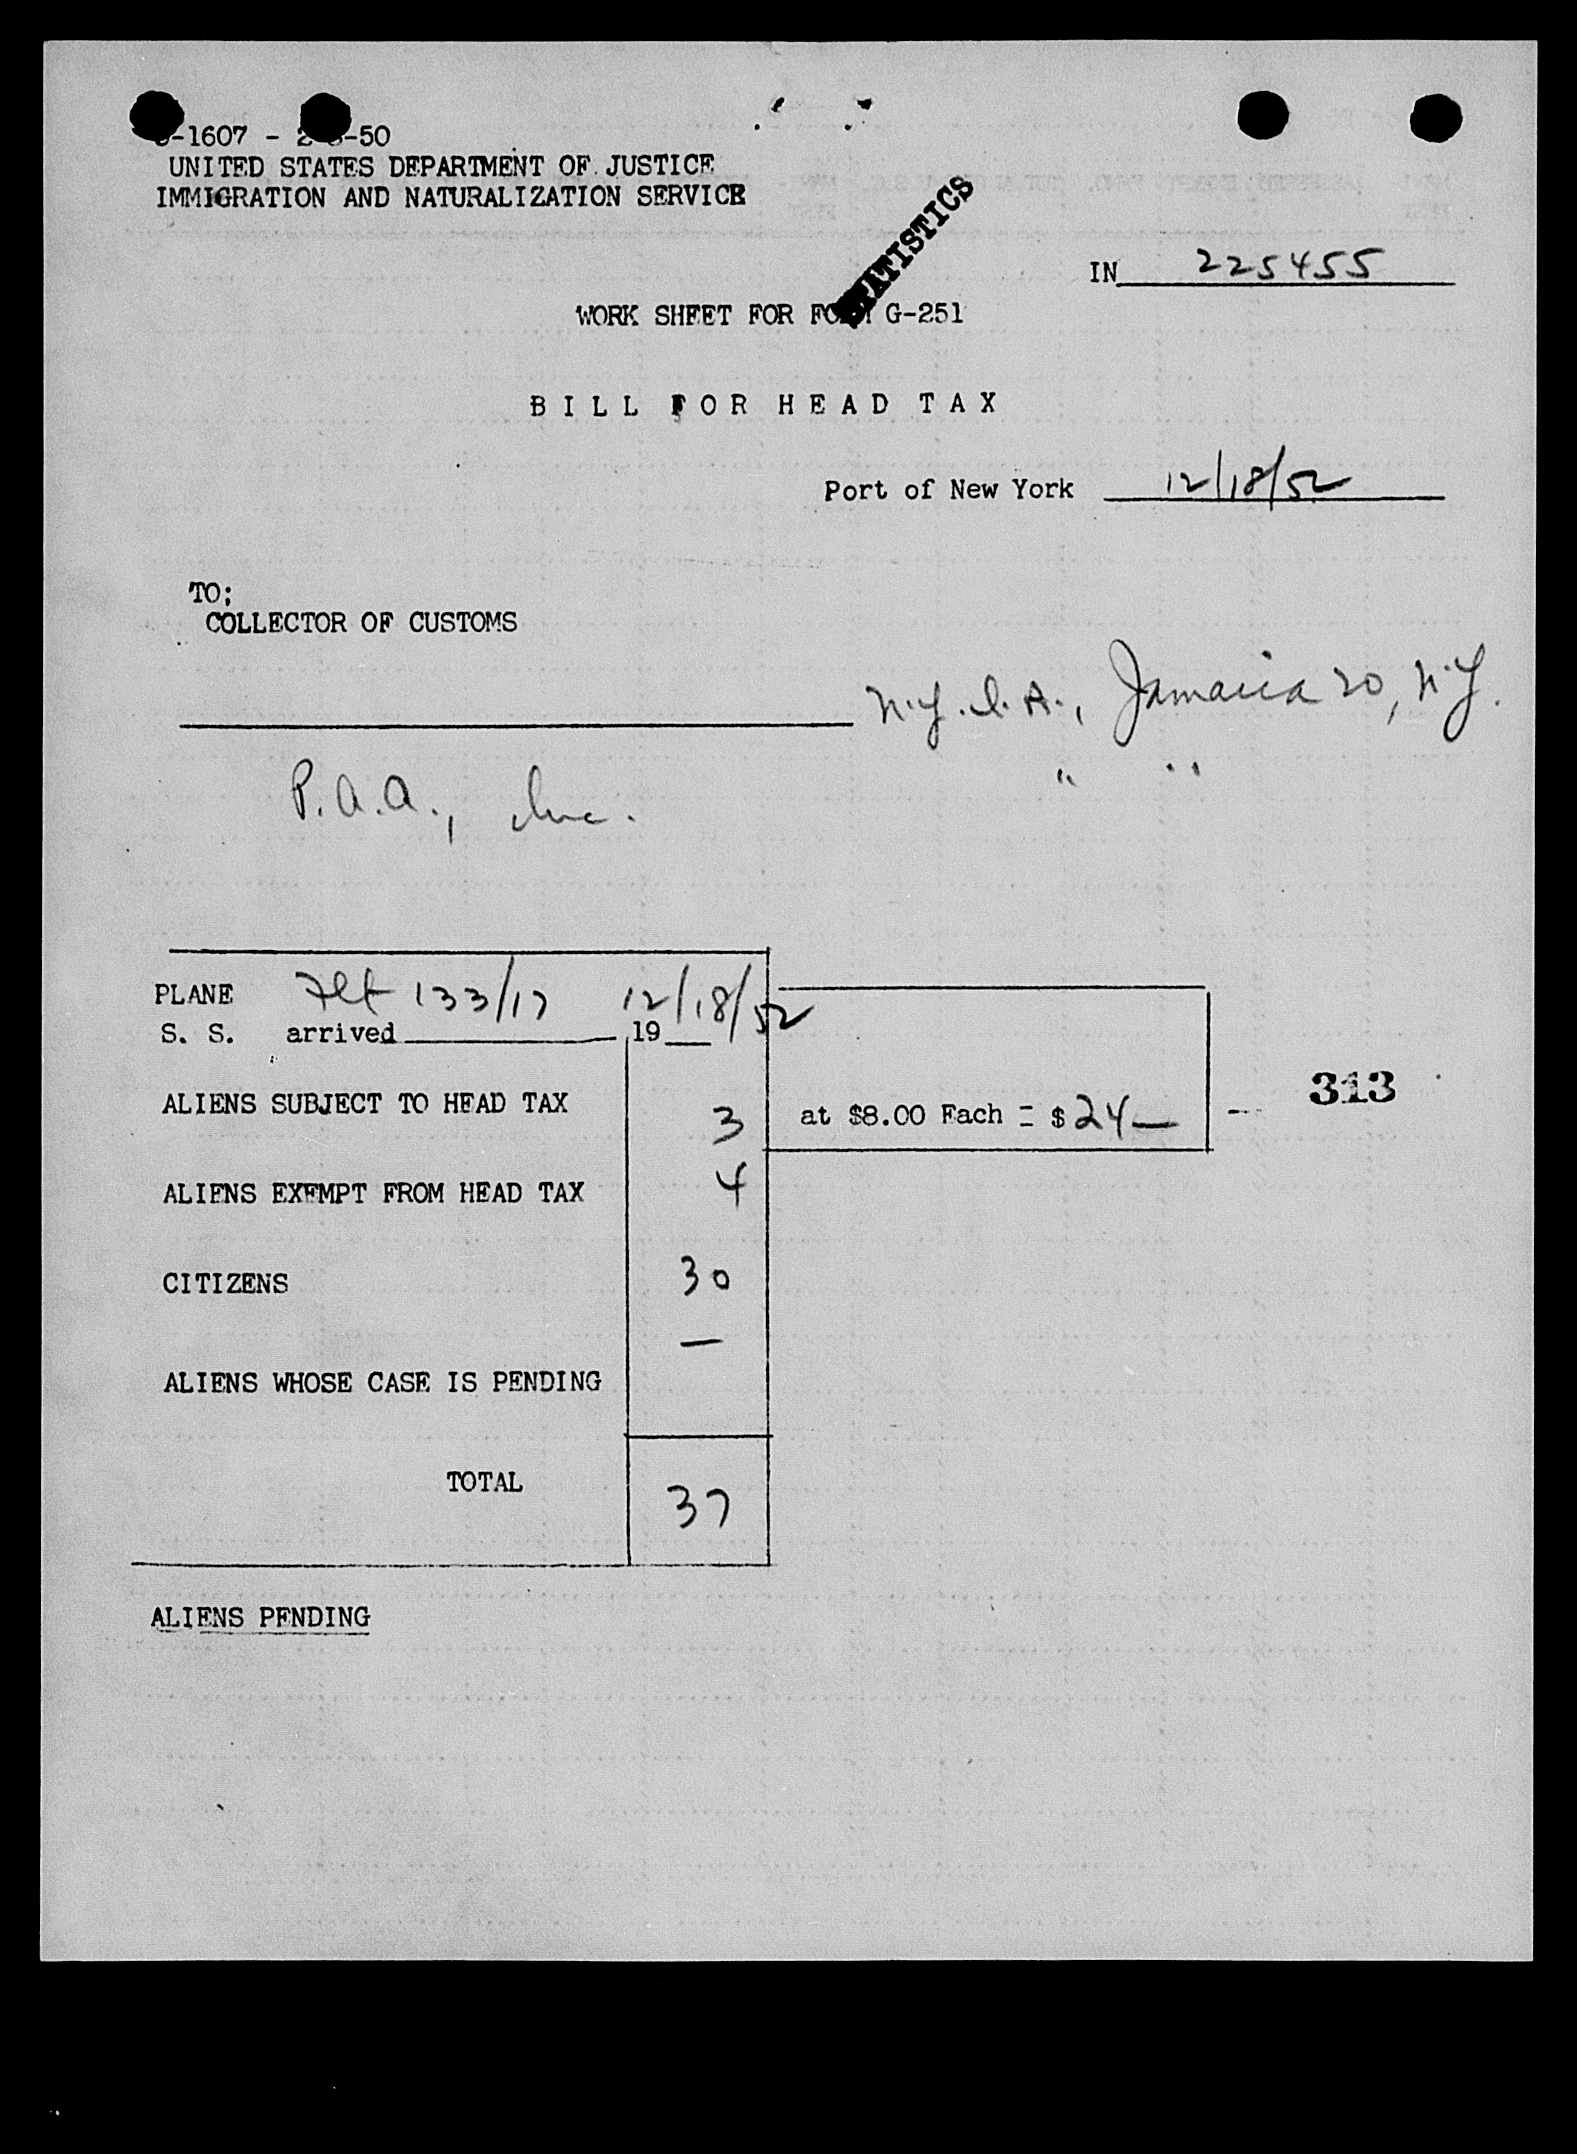 -1607 - -50
UNITED STATES DEPARTMENT OF JUSTICE
IMMIGRATION AND NATURALIZATION SERVICE
STATISTICS
IN 225455
WORK SHEET FOR FORM G-251
BILL FOR HEAD TAX
Port of New York 12/18/52
TO;
COLLECTOR OF CUSTOMS
N.Y.I.A., Jamaica 20, N.Y.
P.A.A., Inc. " "
PLANE Flt 133/17 12/18/52
S. S. arrived 19
ALIENS SUBJECT TO HEAD TAX 3 at $8.00 Each = $ 24— 313
ALIENS EXEMPT FROM HEAD TAX 4
CITIZENS 30
—
ALIENS WHOSE CASE IS PENDING
TOTAL 37
ALIENS PENDING